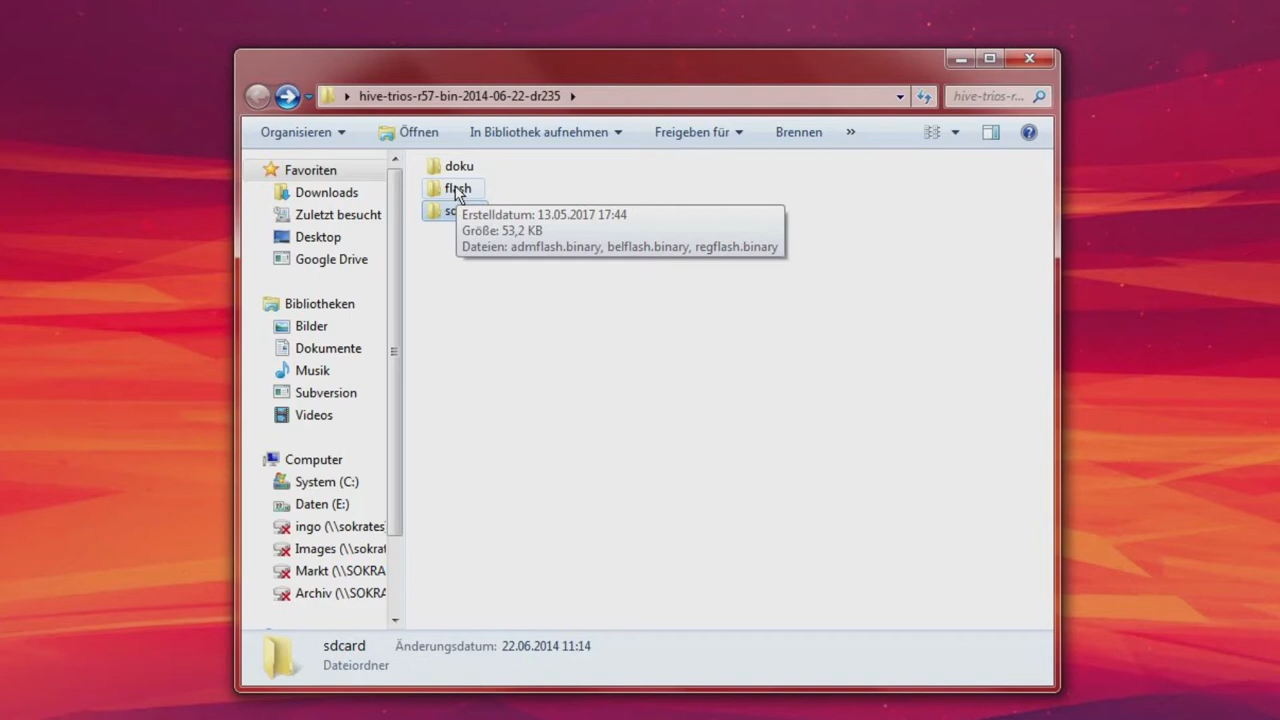 hive-trios-r57-bin-2014-06-22-dr235
hive-trios-r...
Organisieren Öffnen In Bibliothek aufnehmen Freigeben für Brennen »
Favoriten
Downloads
Zuletzt besucht
Desktop
Google Drive
Bibliotheken
Bilder
Dokumente
Musik
Subversion
Videos
Computer
System (C:)
Daten (E:)
ingo (\\sokrates
Images (\\sokrat
Markt (\\SOKRA
Archiv (\\SOKRA
doku
flash
Erstelldatum: 13.05.2017 17:44
Größe: 53,2 KB
Dateien: admflash.binary, belflash.binary, regflash.binary
sdcard Änderungsdatum: 22.06.2014 11:14
Dateiordner